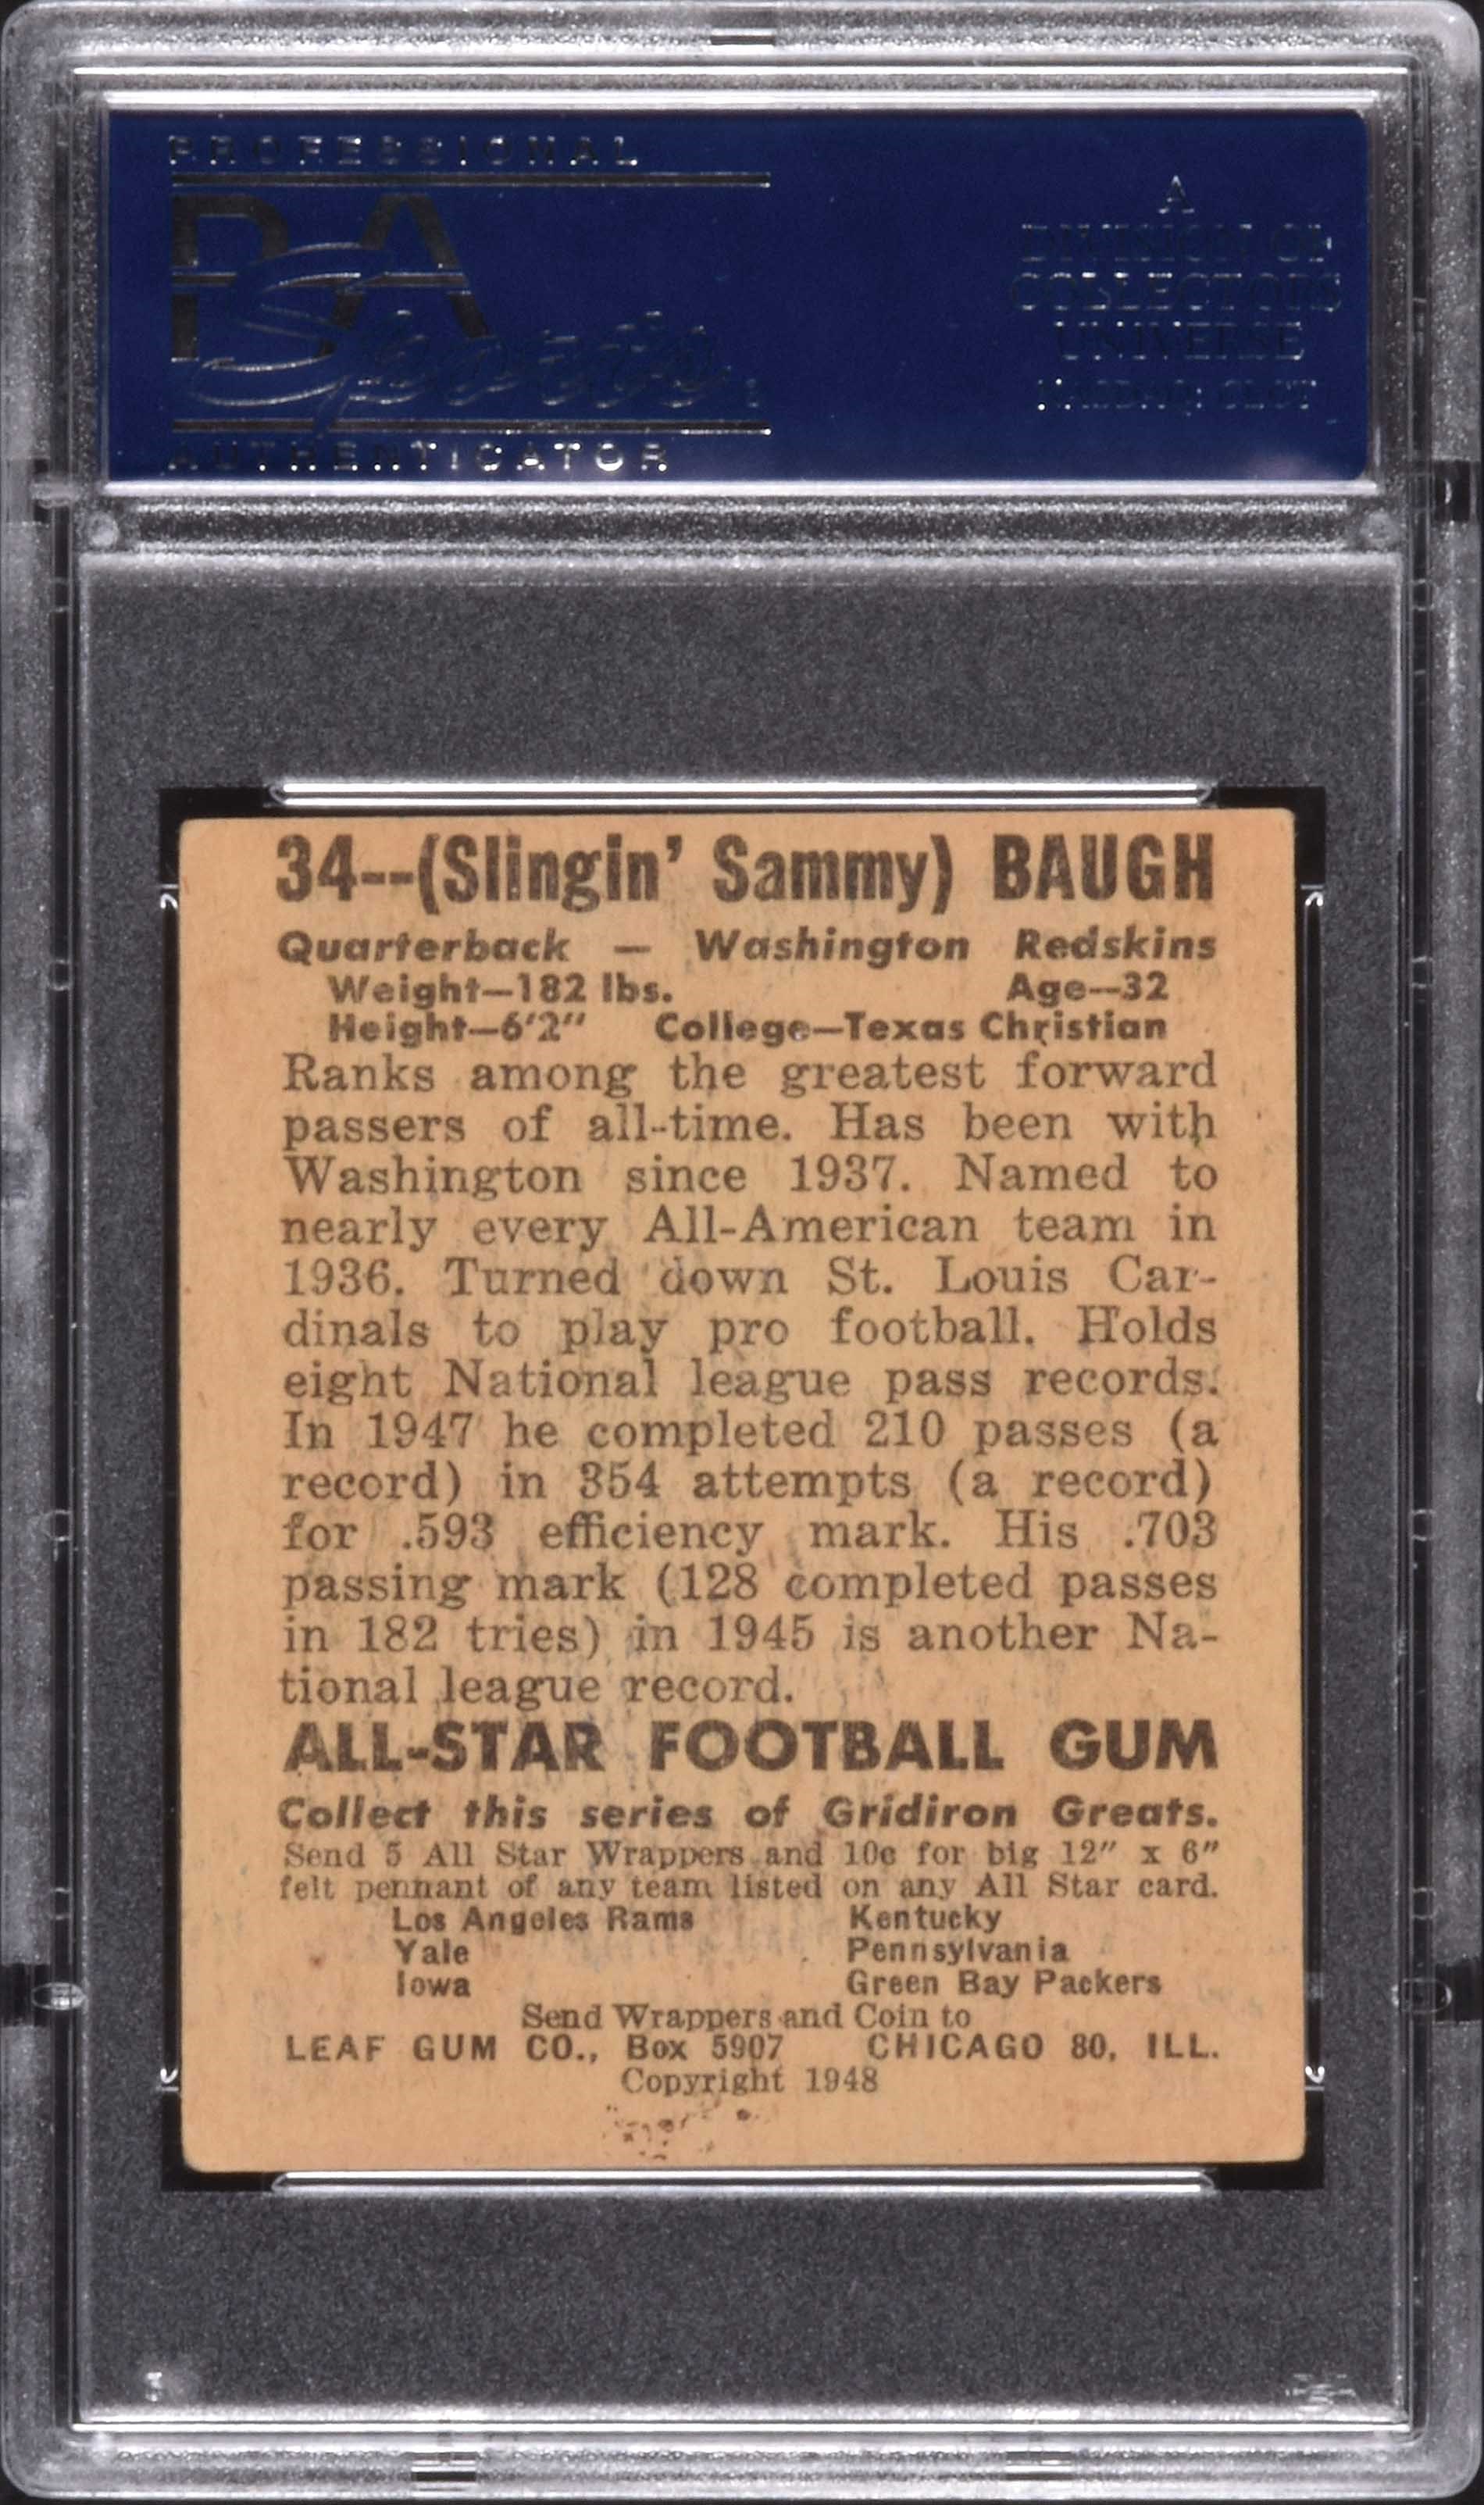 PROFESSIONAL
PSA
Sports
AUTHENTICATOR
A
DIVISION OF
COLLECTORS
UNIVERSE
34--(Slingin' Sammy) BAUGH
Quarterback — Washington Redskins
Weight—182 lbs. Age—32
Height—6'2" College—Texas Christian
Ranks among the greatest forward
passers of all-time. Has been with
Washington since 1937. Named to
nearly every All-American team in
1936. Turned down St. Louis Car-
dinals to play pro football. Holds
eight National league pass records.
In 1947 he completed 210 passes (a
record) in 354 attempts (a record)
for .593 efficiency mark. His .703
passing mark (128 completed passes
in 182 tries) in 1945 is another Na-
tional league record.
ALL-STAR FOOTBALL GUM
Collect this series of Gridiron Greats.
Send 5 All Star Wrappers and 10c for big 12" x 6"
felt pennant of any team listed on any All Star card.
Los Angeles Rams Kentucky
Yale Pennsylvania
Iowa Green Bay Packers
Send Wrappers and Coin to
LEAF GUM CO., Box 5907 CHICAGO 80, ILL.
Copyright 1948